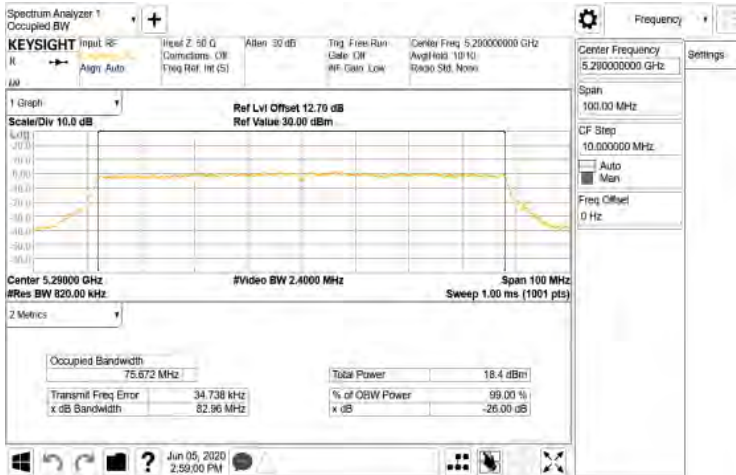 Spectrum Analyzer 1
Occupied BW
Frequency
KEYSIGHT
Input: RF
Input Z: 50 Ω
Atten: 30 dB
Trig: Free Run
Center Freq: 5.290000000 GHz
Corrections: Off
Gate: Off
Avg|Hold: 10/10
Align: Auto
Freq Ref: Int (S)
#IF Gain: Low
Radio Std: None
Center Frequency
5.290000000 GHz
Settings
Span
100.00 MHz
CF Step
10.000000 MHz
Auto
Man
Freq Offset
0 Hz
1 Graph
Ref Lvl Offset 12.70 dB
Scale/Div 10.0 dB
Ref Value 30.00 dBm
Center 5.29000 GHz
#Video BW 2.4000 MHz
Span 100 MHz
#Res BW 820.00 kHz
Sweep 1.00 ms (1001 pts)
2 Metrics
Occupied Bandwidth
75.672 MHz
Total Power
18.4 dBm
Transmit Freq Error
34.738 kHz
% of OBW Power
99.00 %
x dB Bandwidth
82.96 MHz
x dB
-26.00 dB
?
Jun 05, 2020
2:59:00 PM